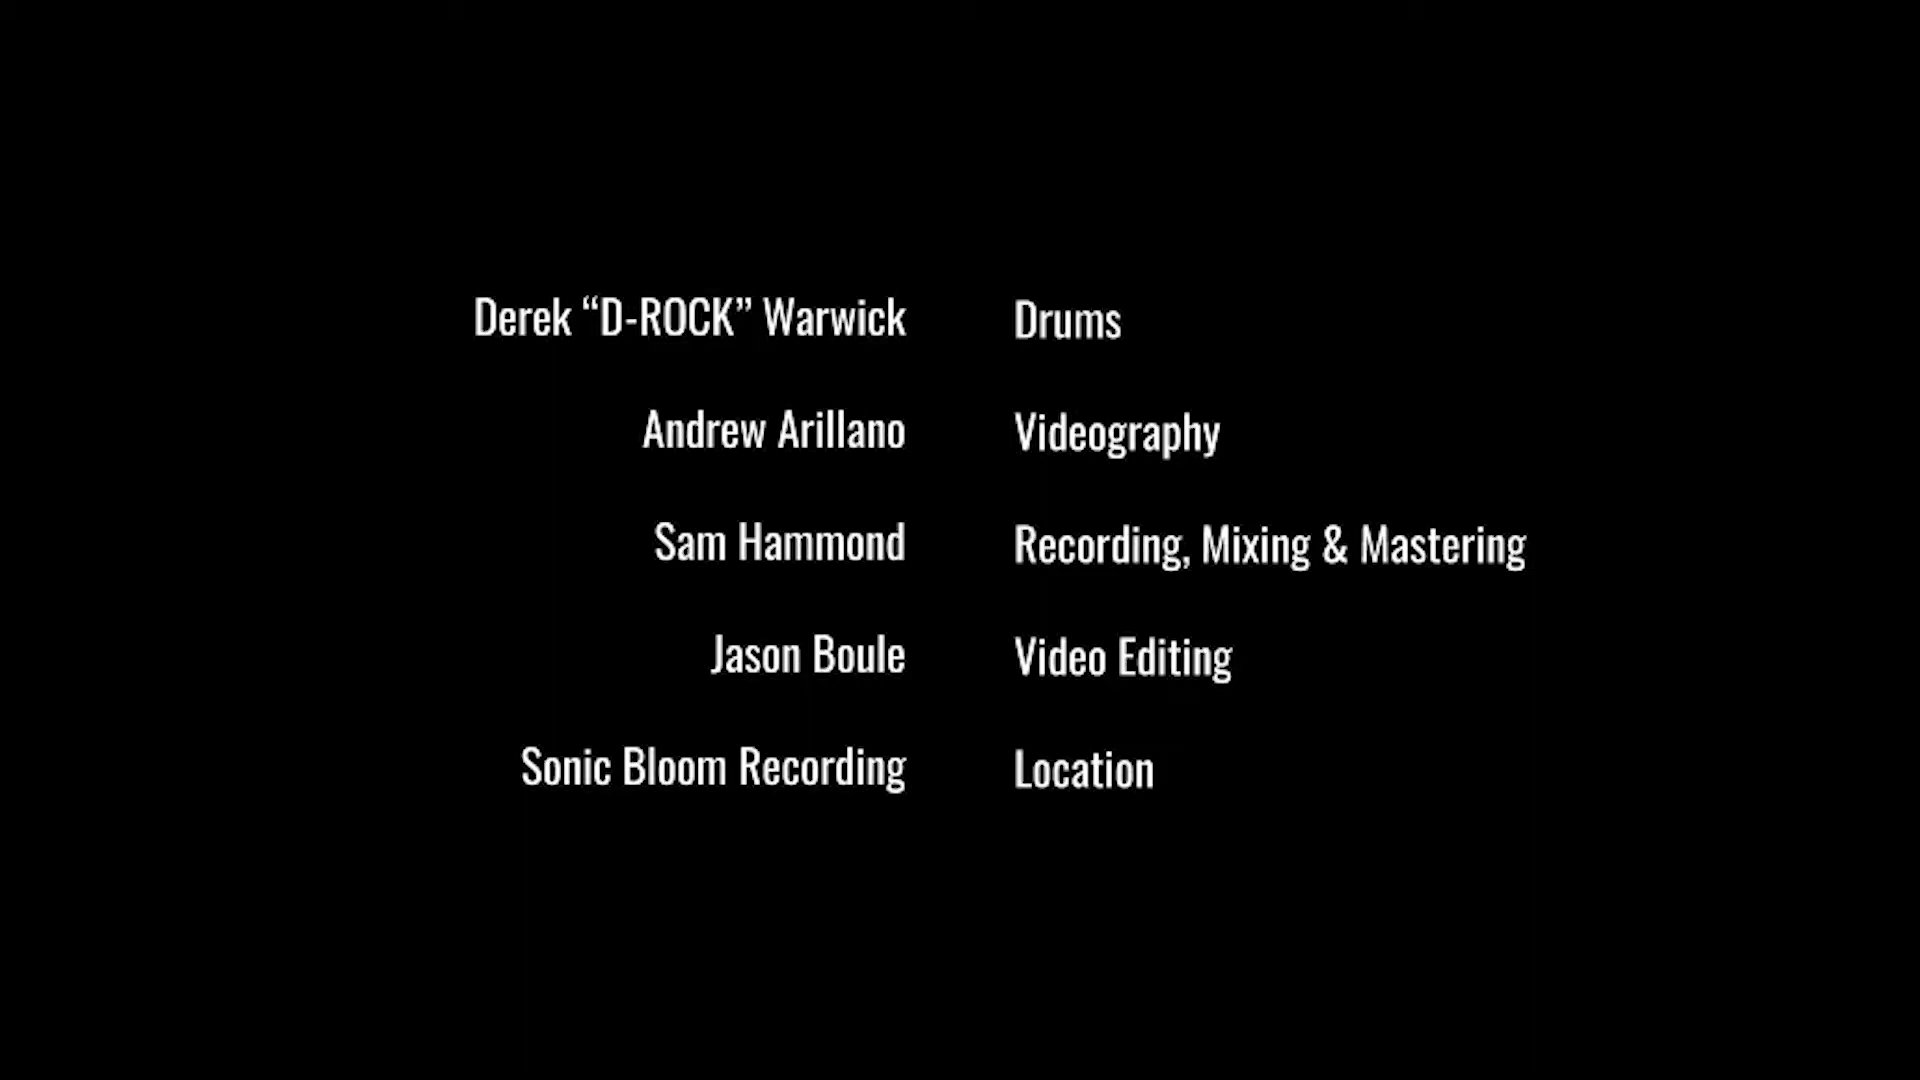 Derek “D-ROCK” Warwick Drums
Andrew Arillano Videography
Sam Hammond Recording, Mixing & Mastering
Jason Boule Video Editing
Sonic Bloom Recording Location